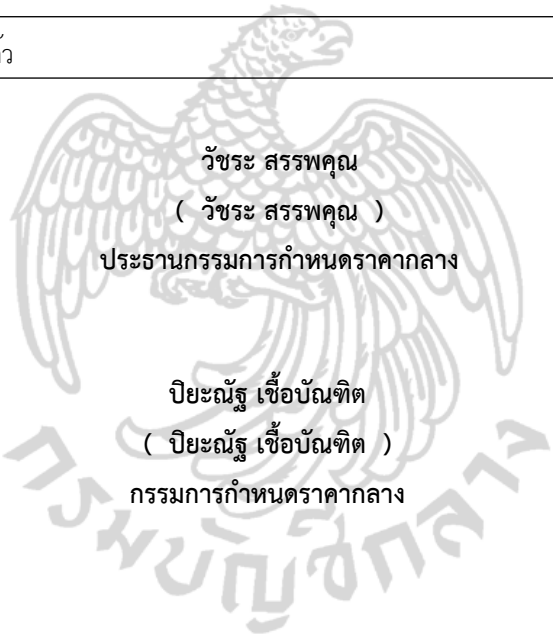 วัชระ สรรพคุณ
( วัชระ สรรพคุณ )
ประธานกรรมการกำหนดราคากลาง
ปิยะณัฐ เชื้อบัณฑิต
( ปิยะณัฐ เชื้อบัณฑิต )
กรรมการกำหนดราคากลาง
กรมบัญชีกลาง